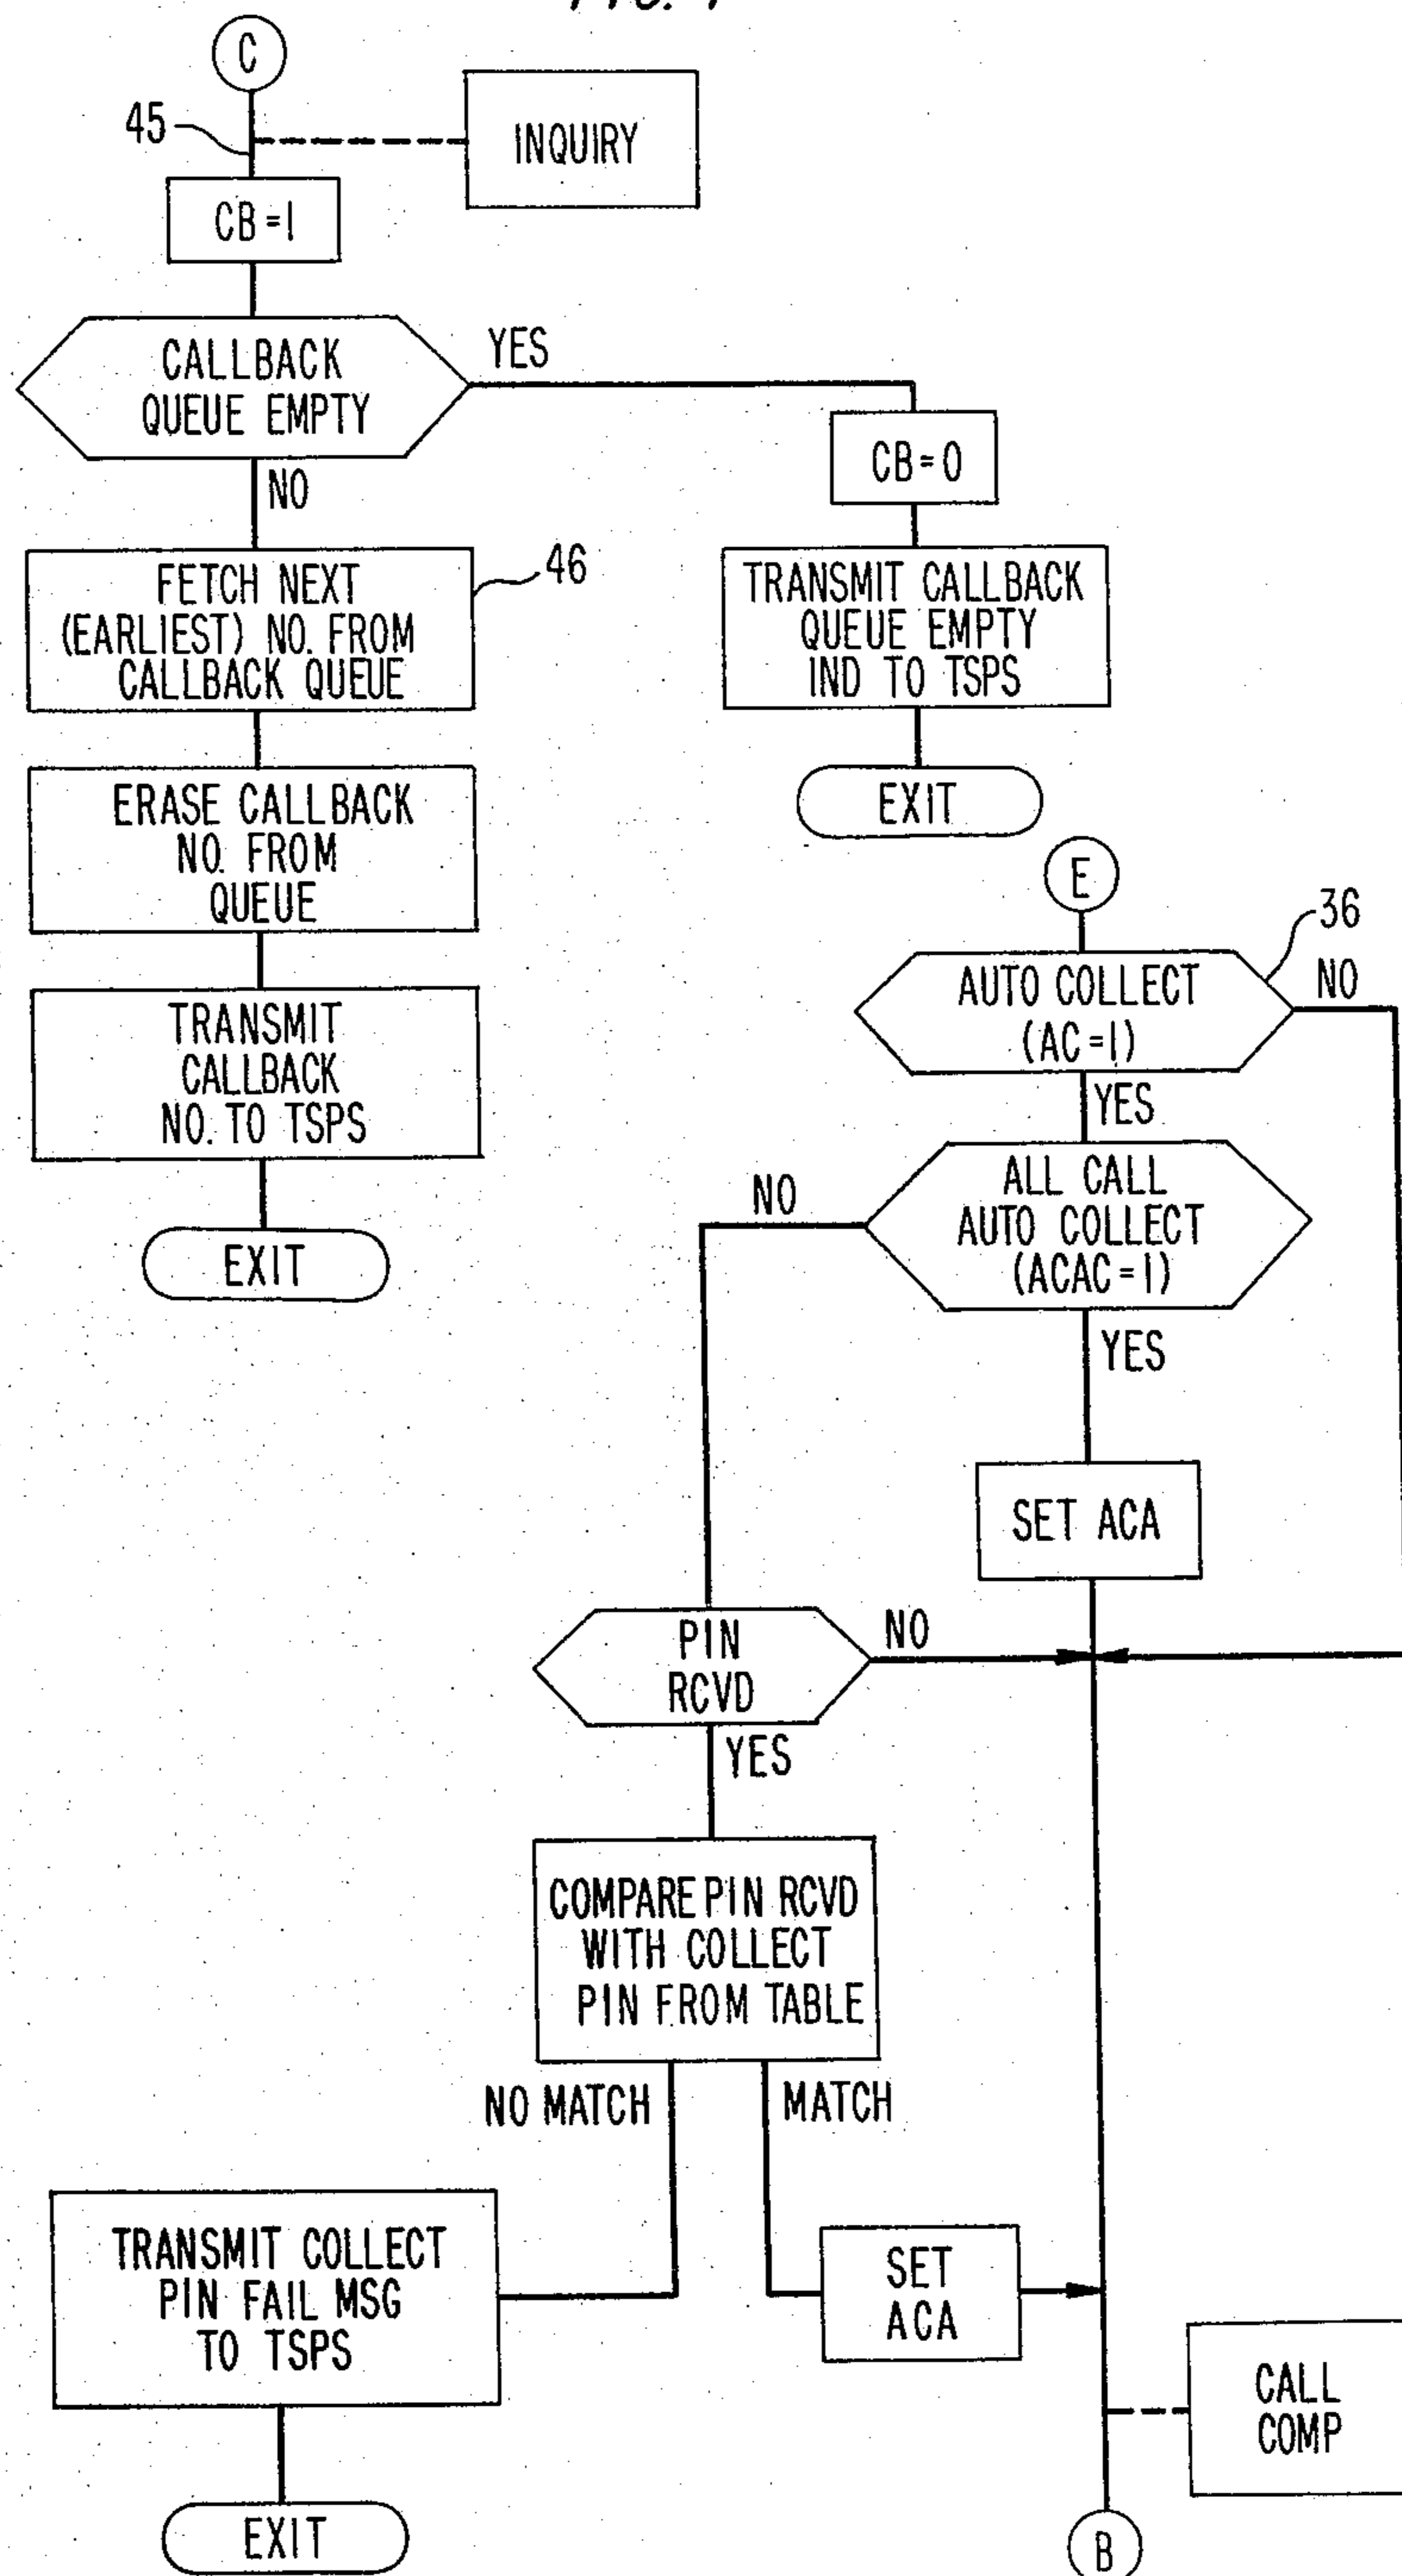 C
45
INQUIRY
CB=1
CALLBACK
QUEUE EMPTY
YES
NO
CB=0
FETCH NEXT
(EARLIEST) NO. FROM
CALLBACK QUEUE
46
TRANSMIT CALLBACK
QUEUE EMPTY
IND TO TSPS
EXIT
ERASE CALLBACK
NO. FROM
QUEUE
TRANSMIT
CALLBACK
NO. TO TSPS
EXIT
E
36
AUTO COLLECT
(AC=1)
NO
YES
ALL CALL
AUTO COLLECT
(ACAC=1)
NO
YES
SET ACA
PIN
RCVD
NO
YES
COMPARE PIN RCVD
WITH COLLECT
PIN FROM TABLE
NO MATCH
MATCH
TRANSMIT COLLECT
PIN FAIL MSG
TO TSPS
SET
ACA
CALL
COMP
EXIT
B